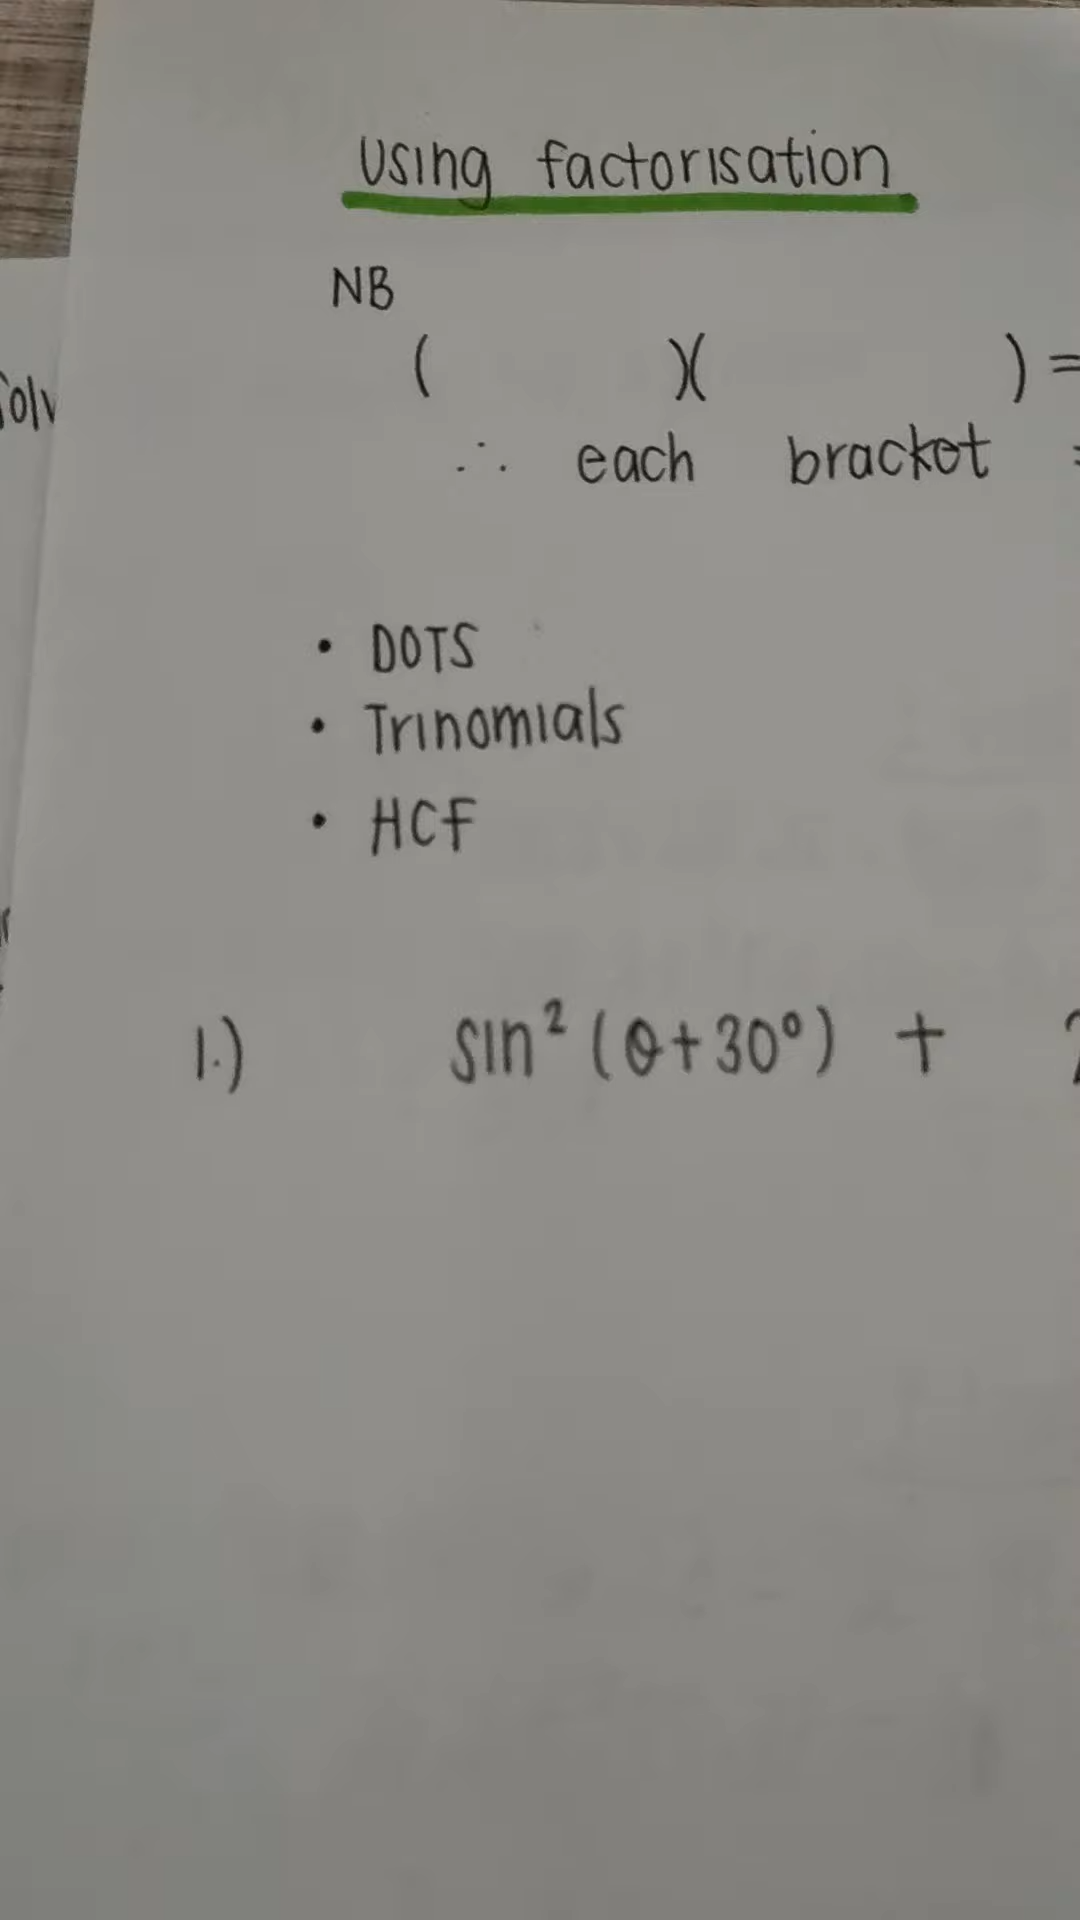 Using factorisation
NB
( )( ) =
∴ each bracket =
• DOTS
• Trinomials
• HCF
1.) sin² (θ+30°) +